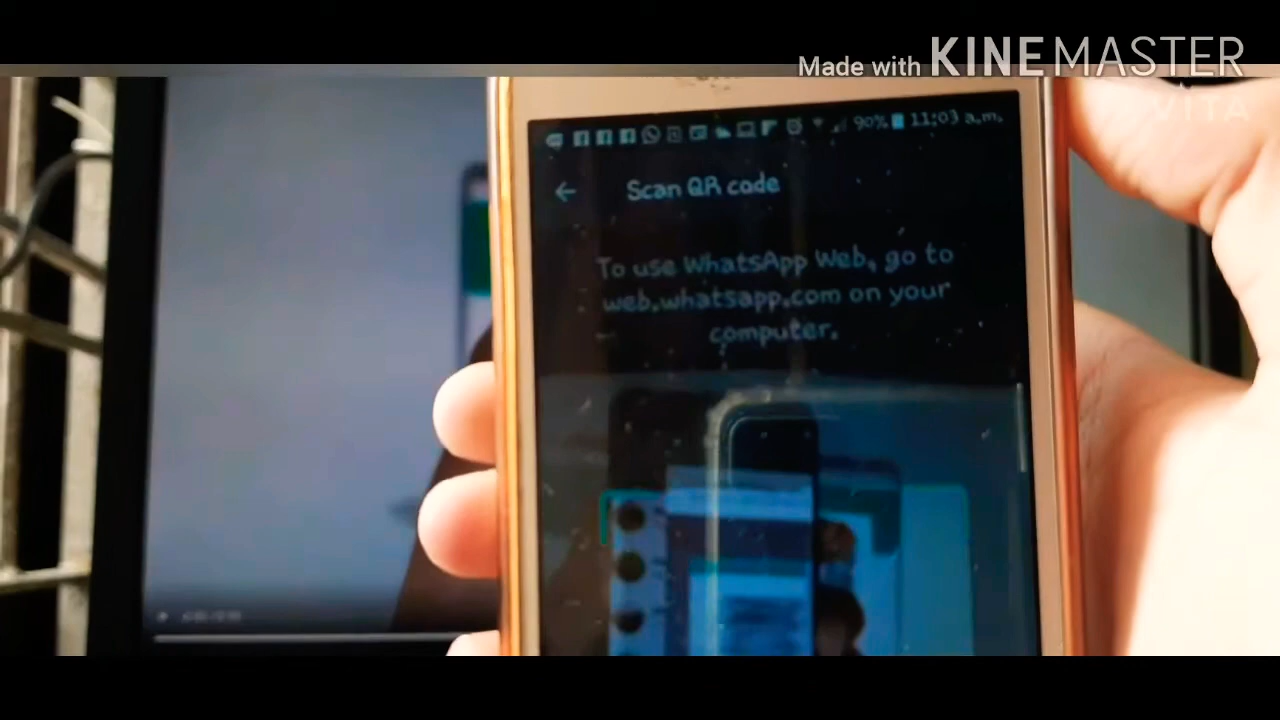 Made with KINEMASTER
VITA
90% 11:03 a.m.
Scan QR code
To use WhatsApp Web, go to
web.whatsapp.com on your
computer.